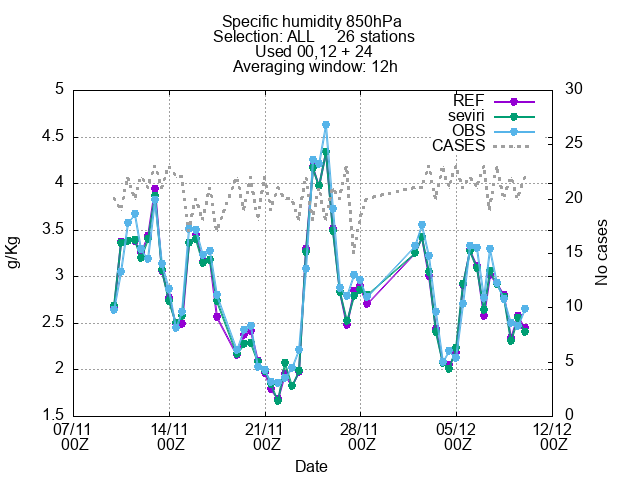 Specific humidity 850hPa
Selection: ALL 26 stations
Used 00,12 + 24
Averaging window: 12h
5
4.5
4
3.5
3
2.5
2
1.5
g/Kg
30
25
20
15
10
5
0
No cases
REF
seviri
OBS
CASES
07/11 14/11 21/11 28/11 05/12 12/12
00Z 00Z 00Z 00Z 00Z 00Z
Date